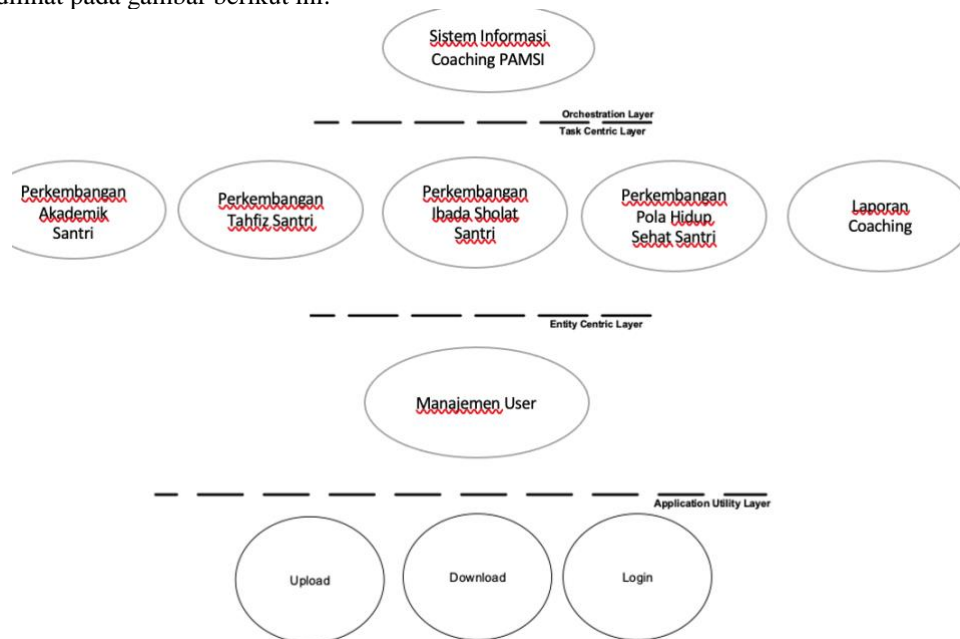 dilihat pada gambar berikut ini.
Sistem Informasi
Coaching PAMSI
Orchestration Layer
Task Centric Layer
Perkembangan
Akademik
Santri
Perkembangan
Tahfiz Santri
Perkembangan
Ibada Sholat
Santri
Perkembangan
Pola Hidup
Sehat Santri
Laporan
Coaching
Entity Centric Layer
Manajemen User
Application Utility Layer
Upload
Download
Login